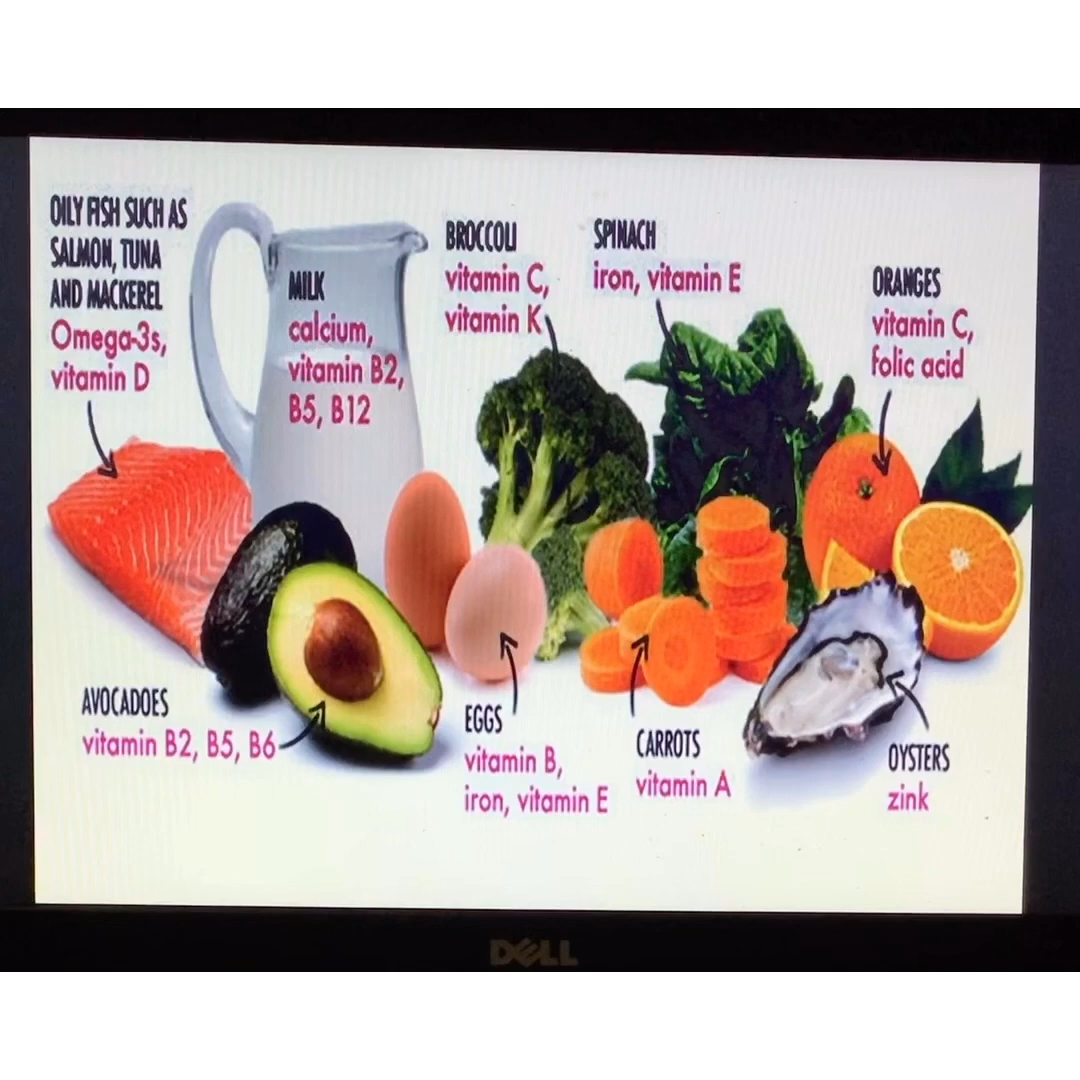 OILY FISH SUCH AS
SALMON, TUNA
AND MACKEREL
Omega-3s,
vitamin D
MILK
calcium,
vitamin B2,
B5, B12
BROCCOLI
vitamin C,
vitamin K
SPINACH
iron, vitamin E
ORANGES
vitamin C,
folic acid
AVOCADOES
vitamin B2, B5, B6
EGGS
vitamin B,
iron, vitamin E
CARROTS
vitamin A
OYSTERS
zink
DELL